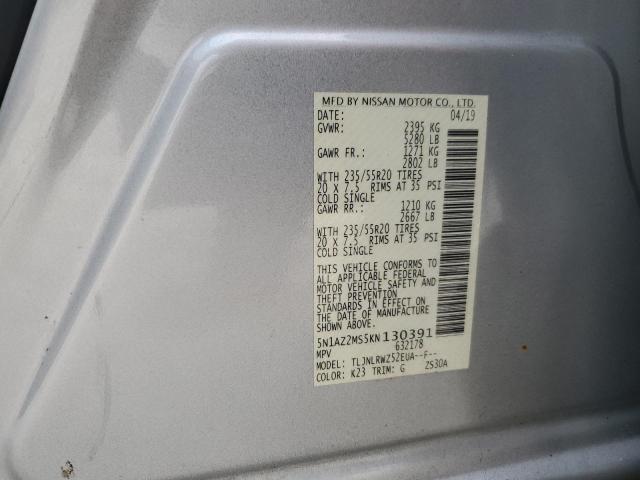 MFD BY NISSAN MOTOR CO., LTD.
DATE: 04/19
GVWR: 2395 KG
5280 LB
GAWR FR.: 1271 KG
2802 LB
WITH 235/55R20 TIRES
20 X 7.5 RIMS AT 35 PSI
COLD SINGLE
GAWR RR.: 1210 KG
2667 LB
WITH 235/55R20 TIRES
20 X 7.5 RIMS AT 35 PSI
COLD SINGLE
THIS VEHICLE CONFORMS TO
ALL APPLICABLE FEDERAL
MOTOR VEHICLE SAFETY AND
THEFT PREVENTION
STANDARDS IN EFFECT ON
THE DATE OF MANUFACTURE
SHOWN ABOVE.
5N1AZ2MS5KN130391
MPV 632178
MODEL: TLJNLRWZ52EUA--F--
COLOR: K23 TRIM: G ZS30A